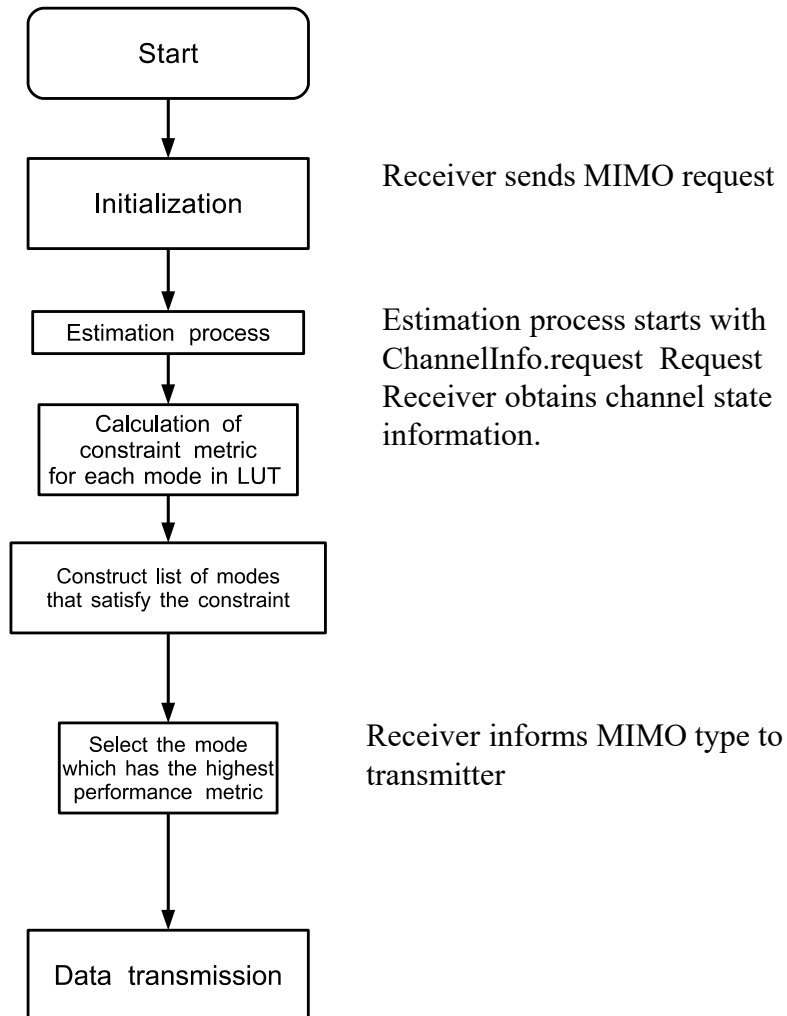 Start
Initialization
Receiver sends MIMO request
Estimation process
Estimation process starts with
ChannelInfo.request Request
Receiver obtains channel state
information.
Calculation of
constraint metric
for each mode in LUT
Construct list of modes
that satisfy the constraint
Select the mode
which has the highest
performance metric
Receiver informs MIMO type to
transmitter
Data transmission